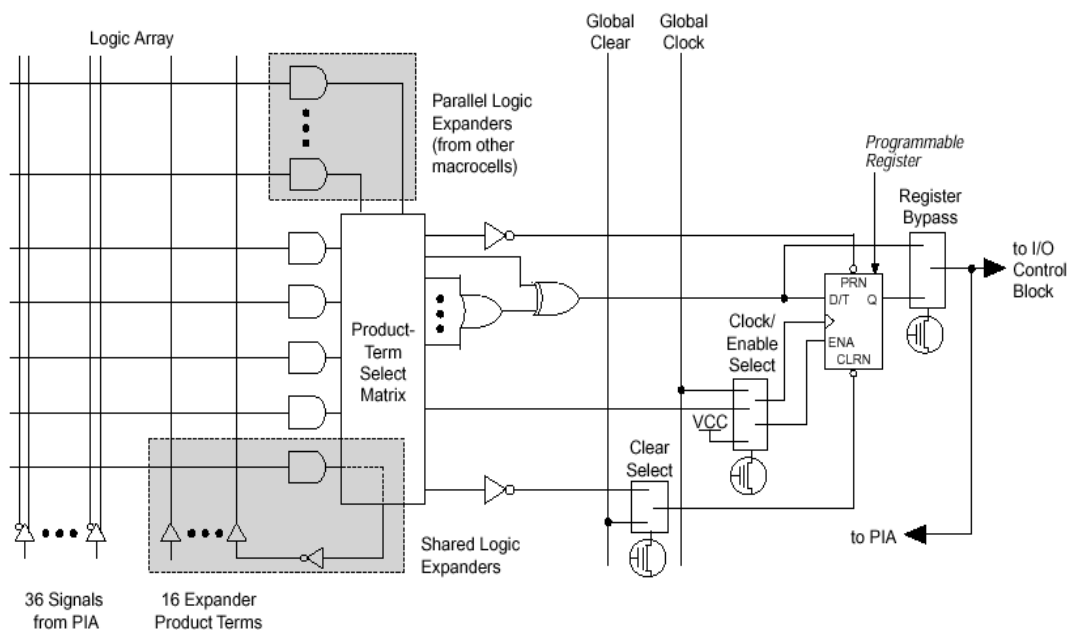 Global
Clear
Global
Clock
Logic Array
Parallel Logic
Expanders
(from other
macrocells)
Programmable
Register
Register
Bypass
to I/O
Control
Block
PRN
D/T Q
ENA
CLRN
Clock/
Enable
Select
Product-
Term
Select
Matrix
VCC
Clear
Select
to PIA
Shared Logic
Expanders
36 Signals
from PIA
16 Expander
Product Terms